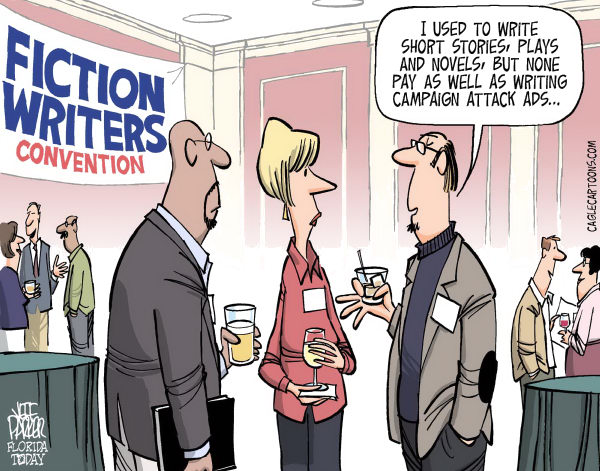 FICTION
WRITERS
CONVENTION
I USED TO WRITE
SHORT STORIES, PLAYS
AND NOVELS, BUT NONE
PAY AS WELL AS WRITING
CAMPAIGN ATTACK ADS...
CAGLECARTOONS.COM
PARKER
FLORIDA
TODAY